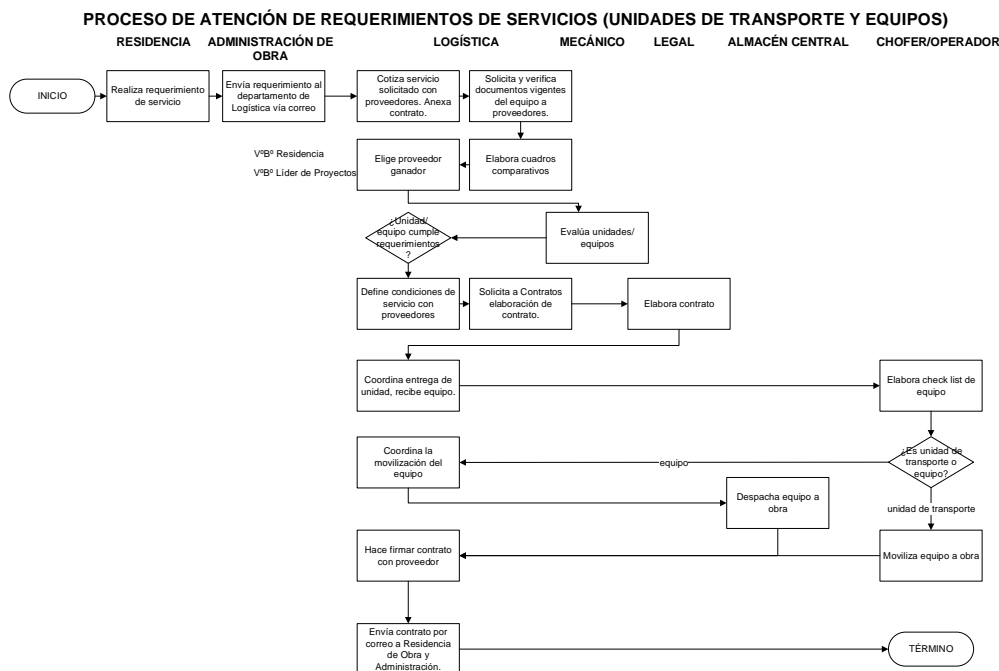 PROCESO DE ATENCIÓN DE REQUERIMIENTOS DE SERVICIOS (UNIDADES DE TRANSPORTE Y EQUIPOS)
RESIDENCIA
ADMINISTRACIÓN DE
OBRA
LOGÍSTICA
MECÁNICO
LEGAL
ALMACÉN CENTRAL
CHOFER/OPERADOR
INICIO
Realiza requerimiento
de servicio
Envía requerimiento al
departamento de
Logística vía correo
Cotiza servicio
solicitado con
proveedores. Anexa
contrato.
Solicita y verifica
documentos vigentes
del equipo a
proveedores.
VºBº Residencia
VºBº Líder de Proyectos
Elige proveedor
ganador
Elabora cuadros
comparativos
¿Unidad/
equipo cumple
requerimientos
?
Evalúa unidades/
equipos
Define condiciones de
servicio con
proveedores
Solicita a Contratos
elaboración de
contrato.
Elabora contrato
Coordina entrega de
unidad, recibe equipo.
Elabora check list de
equipo
Coordina la
movilización del
equipo
equipo
¿Es unidad de
transporte o
equipo?
Despacha equipo a
obra
unidad de transporte
Hace firmar contrato
con proveedor
Moviliza equipo a obra
Envía contrato por
correo a Residencia
de Obra y
Administración.
TÉRMINO